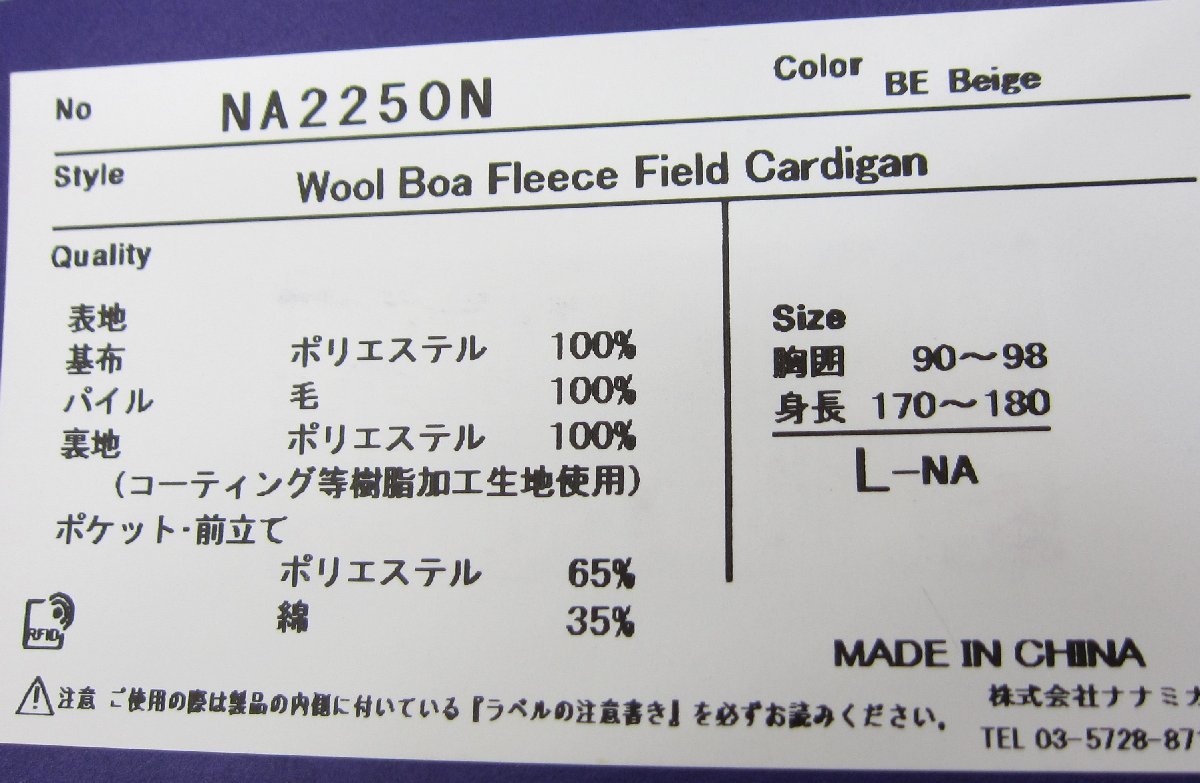 No NA2250N Color BE Beige
Style Wool Boa Fleece Field Cardigan
Quality
表地
基布 ポリエステル 100%
パイル 毛 100%
裏地 ポリエステル 100%
(コーティング等樹脂加工生地使用)
ポケット・前立て
ポリエステル 65%
綿 35%
Size
胸囲 90～98
身長 170～180
L-NA
RFID
MADE IN CHINA
株式会社ナナミカ
TEL 03-5728-87
注意 ご使用の際は製品の内側に付いている『ラベルの注意書き』を必ずお読みください。